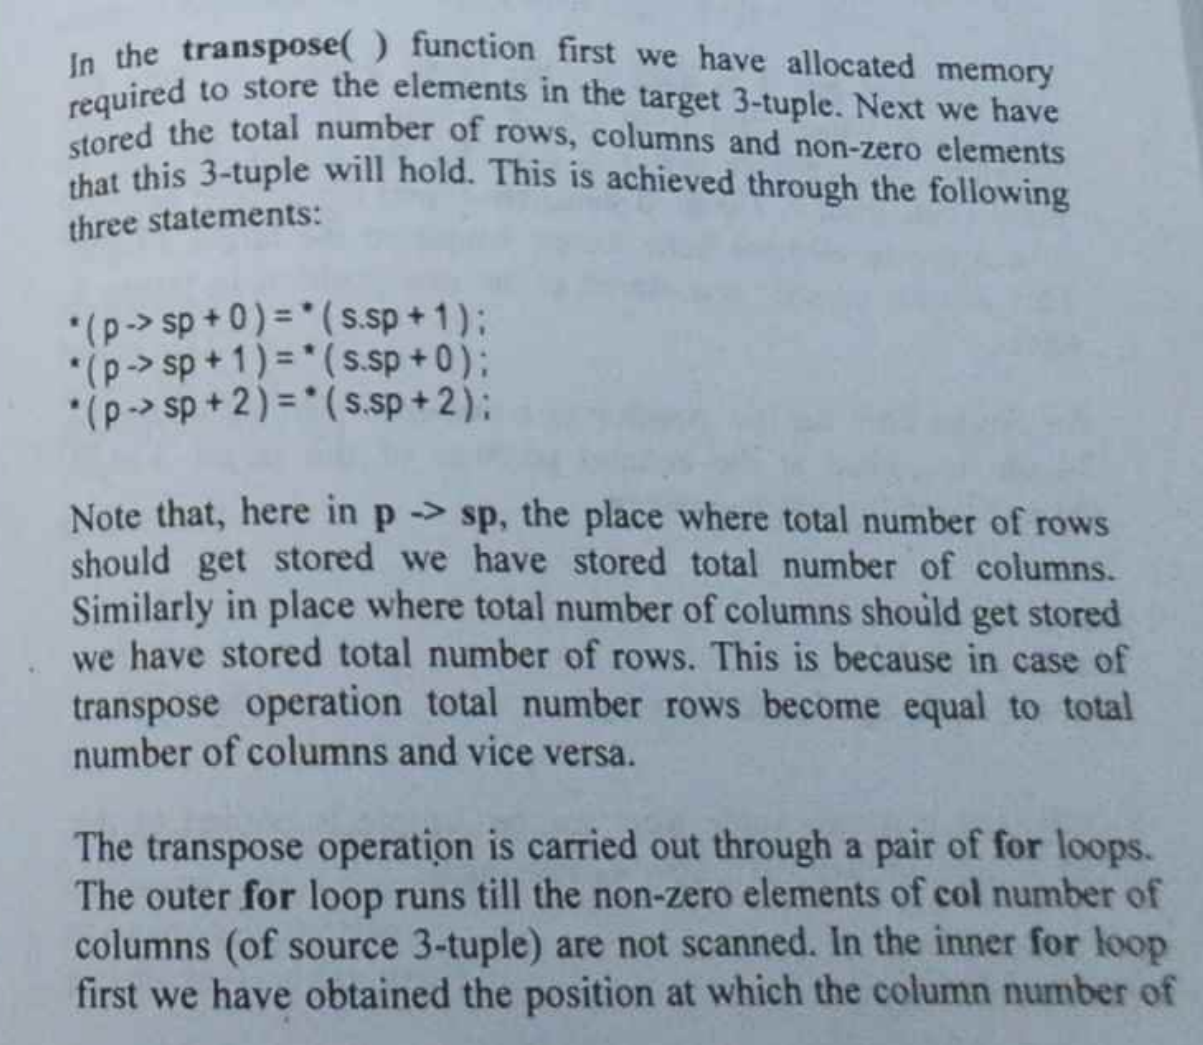 In the transpose( ) function first we have allocated memory
required to store the elements in the target 3-tuple. Next we have
stored the total number of rows, columns and non-zero elements
that this 3-tuple will hold. This is achieved through the following
three statements:
*( p -> sp + 0 ) = *( s.sp + 1 ) ;
*( p -> sp + 1 ) = *( s.sp + 0 ) ;
*( p -> sp + 2 ) = *( s.sp + 2 ) ;
Note that, here in p -> sp, the place where total number of rows
should get stored we have stored total number of columns.
Similarly in place where total number of columns should get stored
we have stored total number of rows. This is because in case of
transpose operation total number rows become equal to total
number of columns and vice versa.
The transpose operation is carried out through a pair of for loops.
The outer for loop runs till the non-zero elements of col number of
columns (of source 3-tuple) are not scanned. In the inner for loop
first we have obtained the position at which the column number of